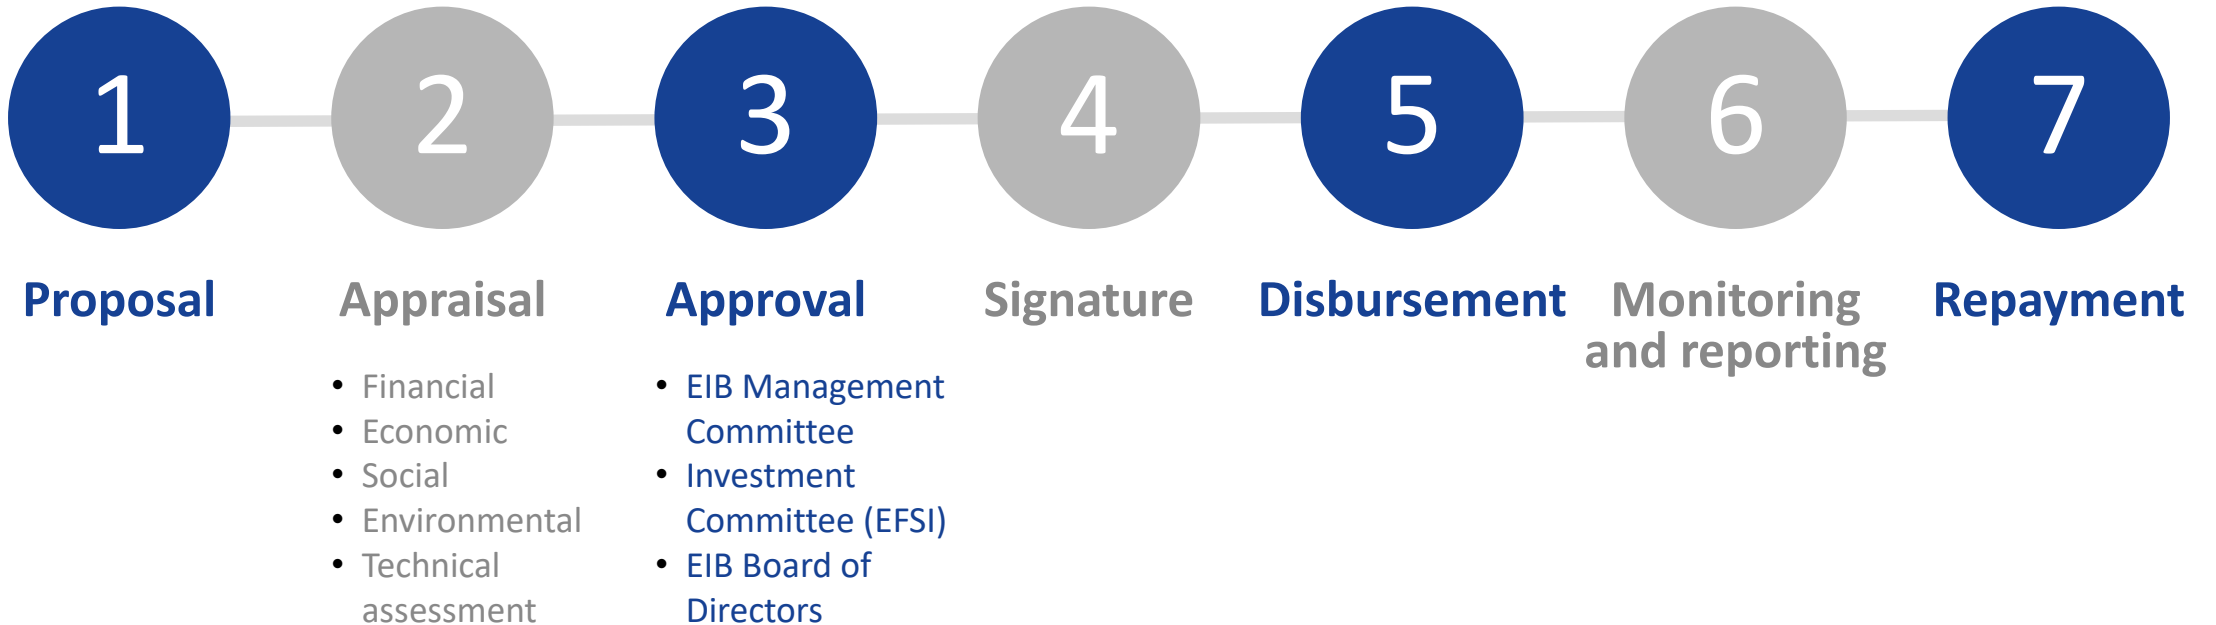 1
2
3
4
5
6
7
Proposal
Appraisal
• Financial
• Economic
• Social
• Environmental
• Technical
assessment
Approval
• EIB Management
Committee
• Investment
Committee (EFSI)
• EIB Board of
Directors
Signature
Disbursement
Monitoring
and reporting
Repayment